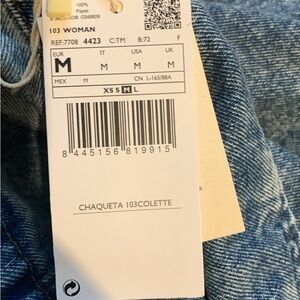 100%
Paper
103 WOMAN
REF:7708 4423 C:TM B:72 F
EUR IT USA UK
M M M M
MEX M CN L-165/88A
XS S M L
8 445156 819915
CHAQUETA 103COLETTE